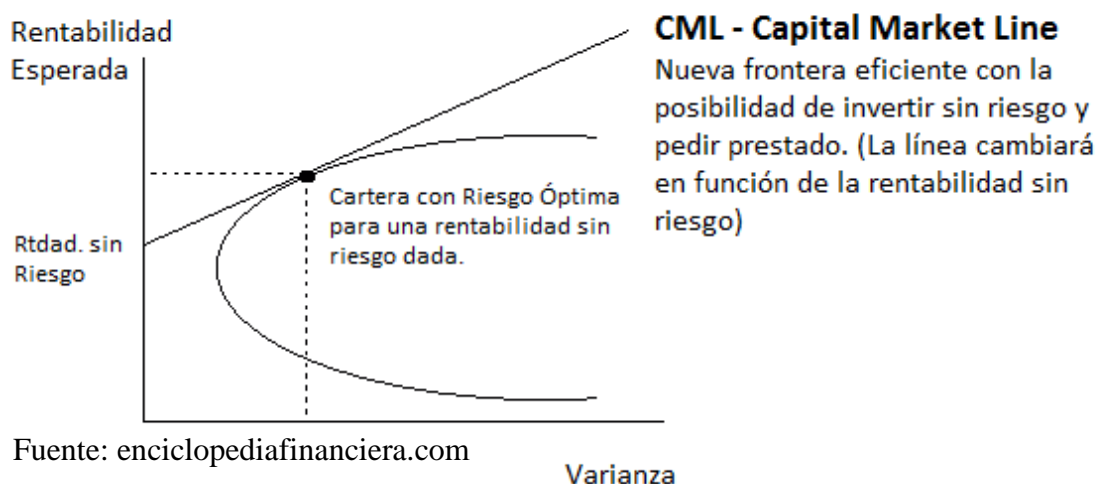 Rentabilidad
Esperada
CML - Capital Market Line
Nueva frontera eficiente con la
posibilidad de invertir sin riesgo y
pedir prestado. (La línea cambiará
en función de la rentabilidad sin
riesgo)
Cartera con Riesgo Óptima
para una rentabilidad sin
riesgo dada.
Rtdad. sin
Riesgo
Fuente: enciclopediafinanciera.com
Varianza